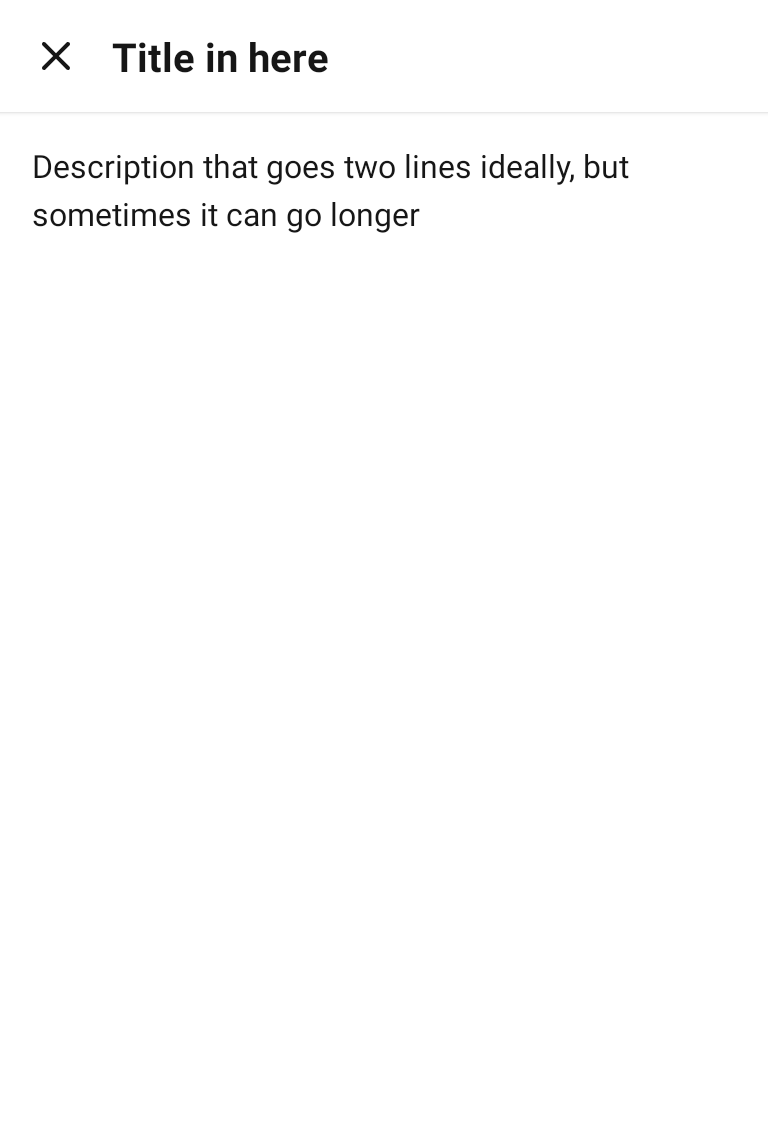 Title in here
Description that goes two lines ideally, but
sometimes it can go longer